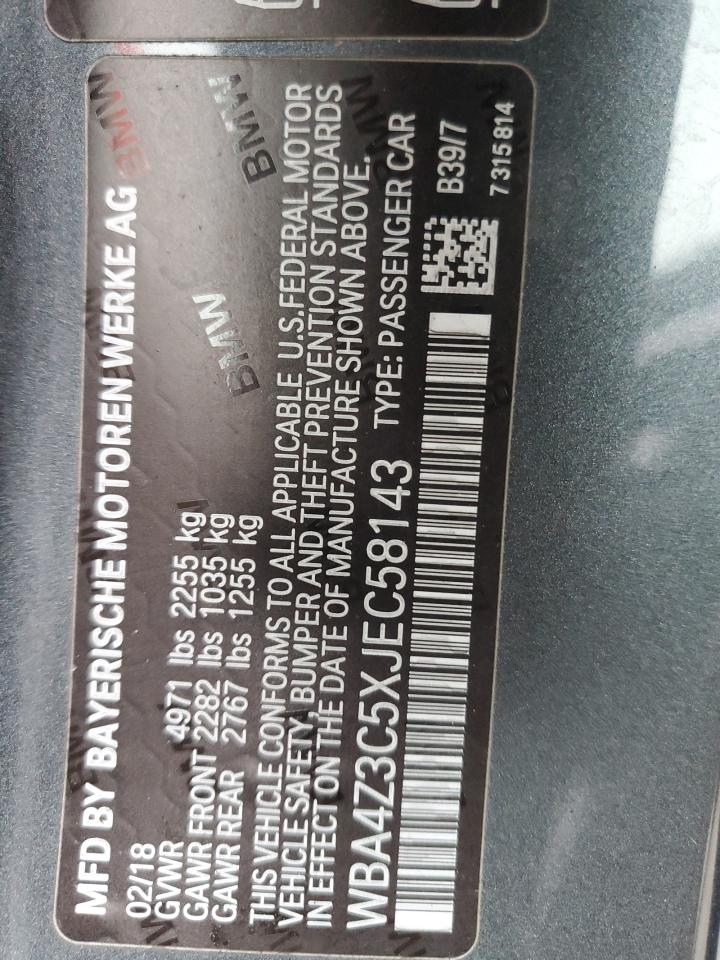 MFD BY BAYERISCHE MOTOREN WERKE AG
02/18
GVWR 4971 lbs 2255 kg
GAWR FRONT 2282 lbs 1035 kg
GAWR REAR 2767 lbs 1255 kg
THIS VEHICLE CONFORMS TO ALL APPLICABLE U.S.FEDERAL MOTOR
VEHICLE SAFETY, BUMPER AND THEFT PREVENTION STANDARDS
IN EFFECT ON THE DATE OF MANUFACTURE SHOWN ABOVE.
WBA4Z3C5XJEC58143 TYPE: PASSENGER CAR
B39/7
7 315 814
BMW
BMW
BMW
BMW
BMW